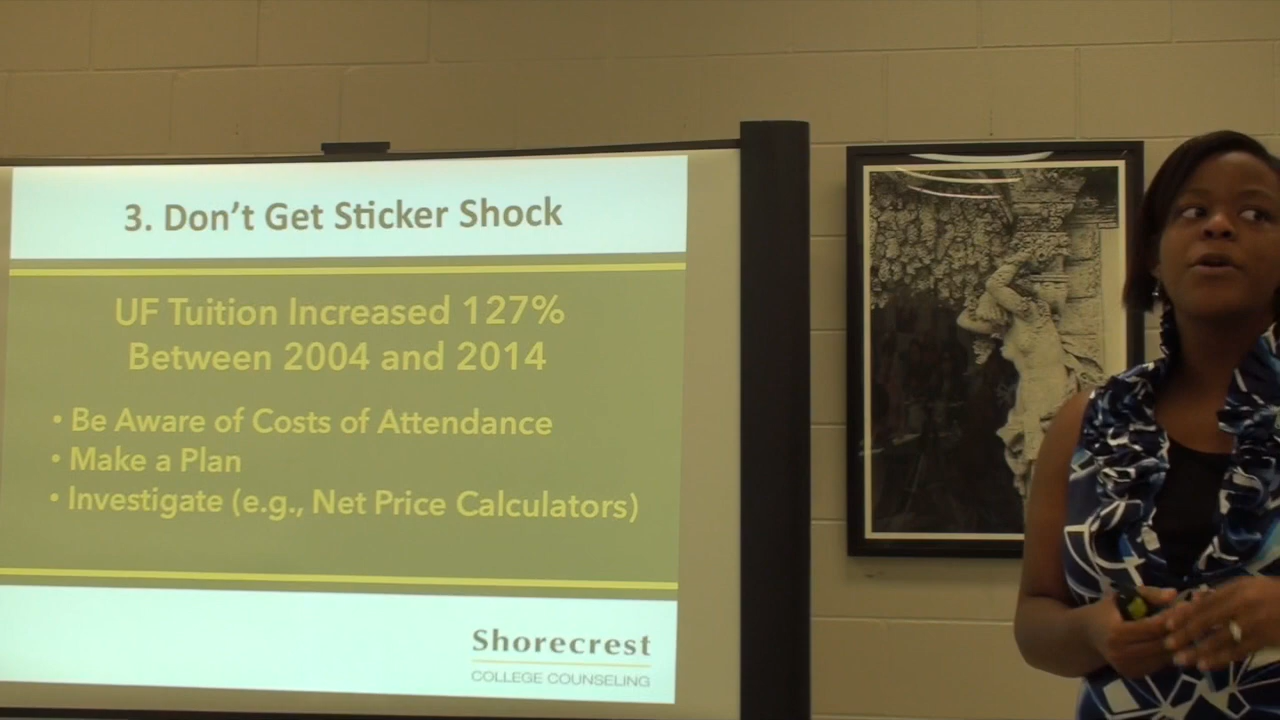 3. Don't Get Sticker Shock
UF Tuition Increased 127%
Between 2004 and 2014
• Be Aware of Costs of Attendance
• Make a Plan
• Investigate (e.g., Net Price Calculators)
Shorecrest
COLLEGE COUNSELING